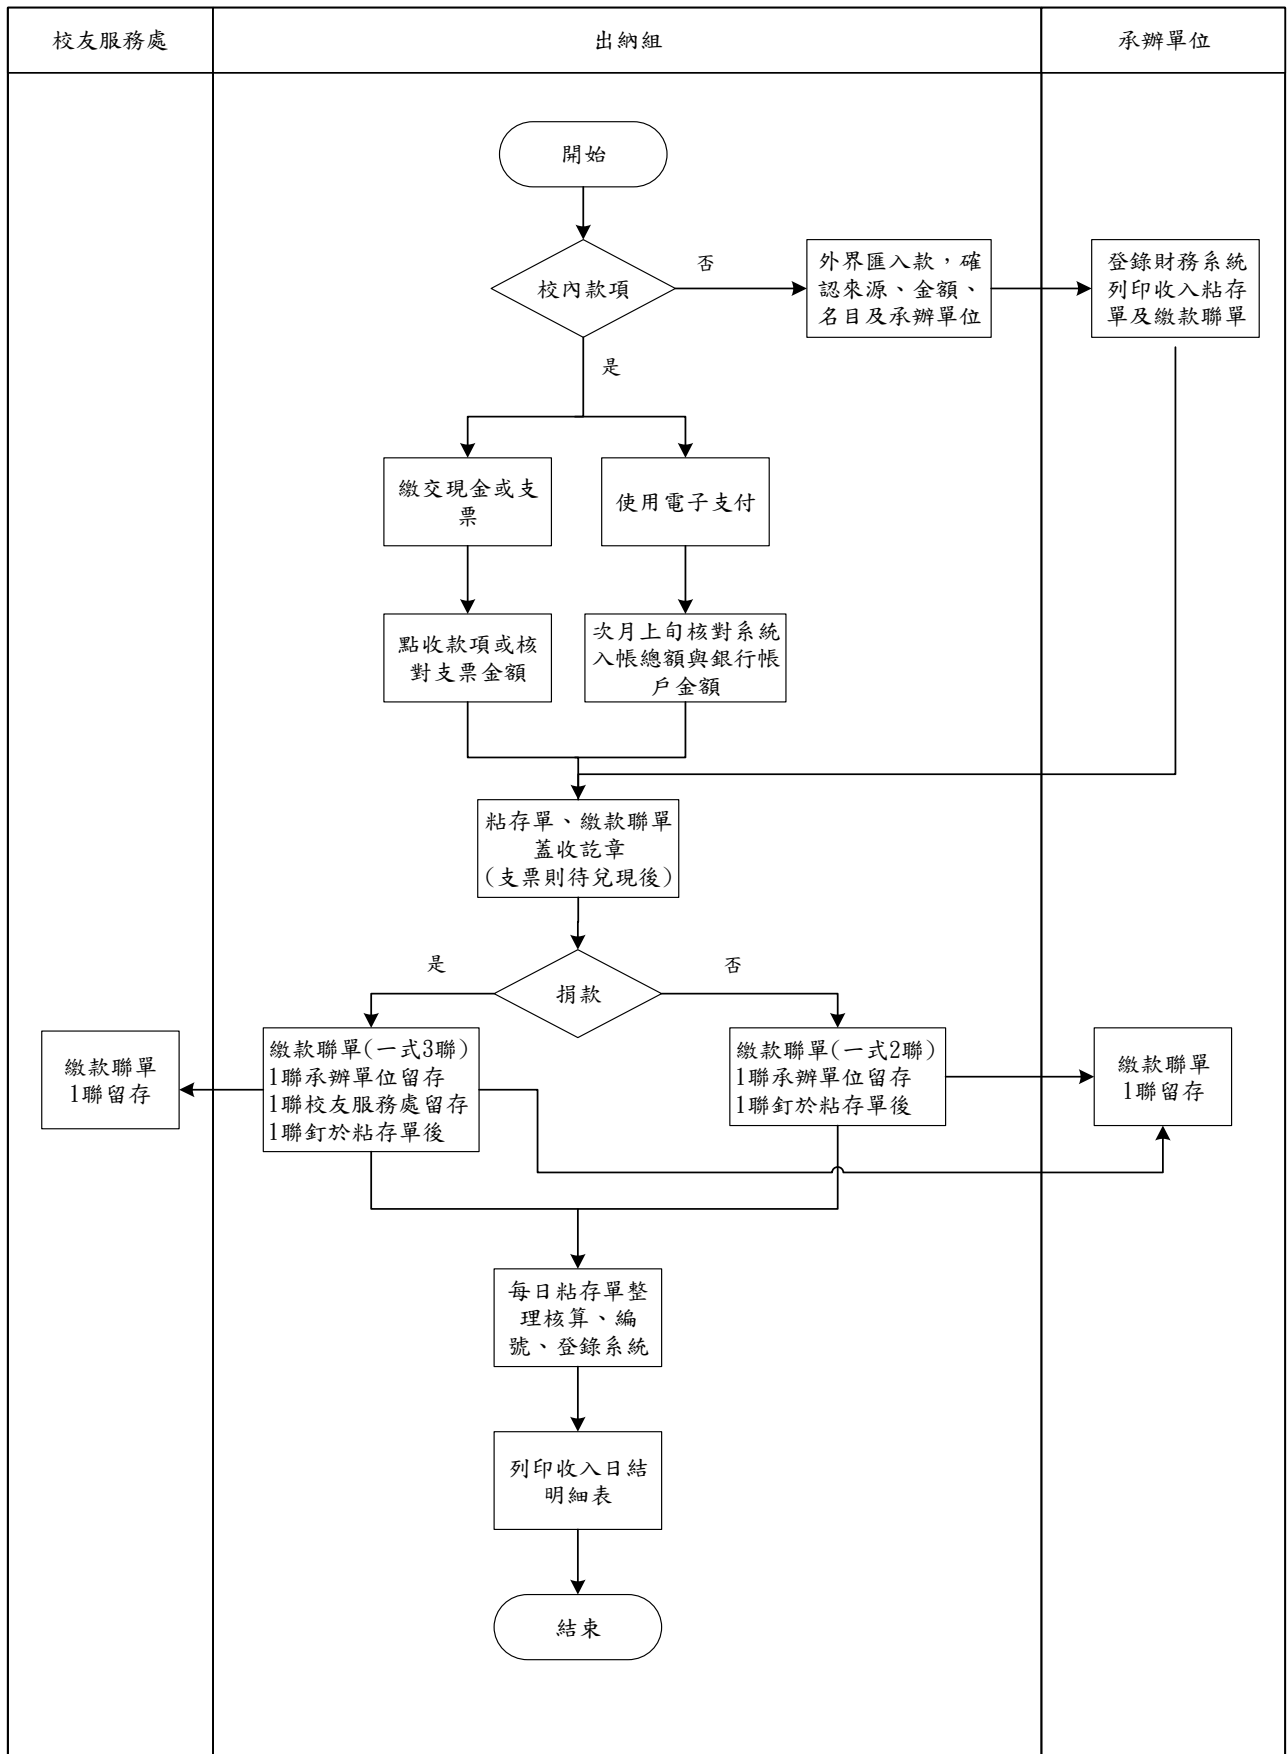 校友服務處
出納組
承辦單位
開始
校內款項
否
外界匯入款，確
認來源、金額、
名目及承辦單位
登錄財務系統
列印收入粘存
單及繳款聯單
是
繳交現金或支
票
使用電子支付
點收款項或核
對支票金額
次月上旬核對系統
入帳總額與銀行帳
戶金額
粘存單、繳款聯單
蓋收訖章
(支票則待兌現後)
是
捐款
否
繳款聯單
1聯留存
繳款聯單(一式3聯)
1聯承辦單位留存
1聯校友服務處留存
1聯釘於粘存單後
繳款聯單(一式2聯)
1聯承辦單位留存
1聯釘於粘存單後
繳款聯單
1聯留存
每日粘存單整
理核算、編
號、登錄系統
列印收入日結
明細表
結束